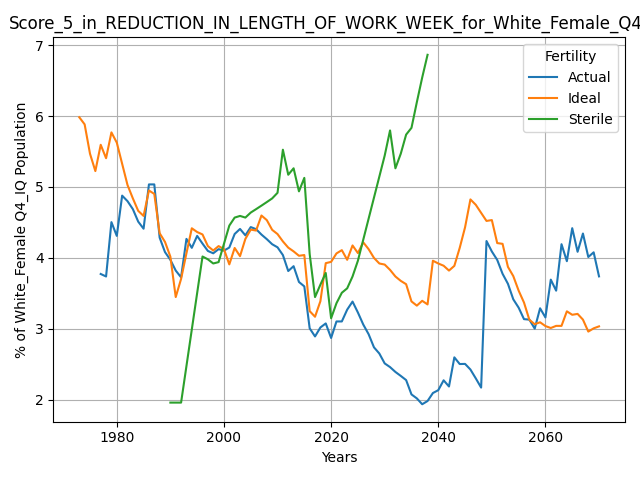 Score_5_in_REDUCTION_IN_LENGTH_OF_WORK_WEEK_for_White_Female_Q4
7
6
5
4
3
2
% of White_Female Q4_IQ Population
Fertility
Actual
Ideal
Sterile
1980
2000
2020
2040
2060
Years